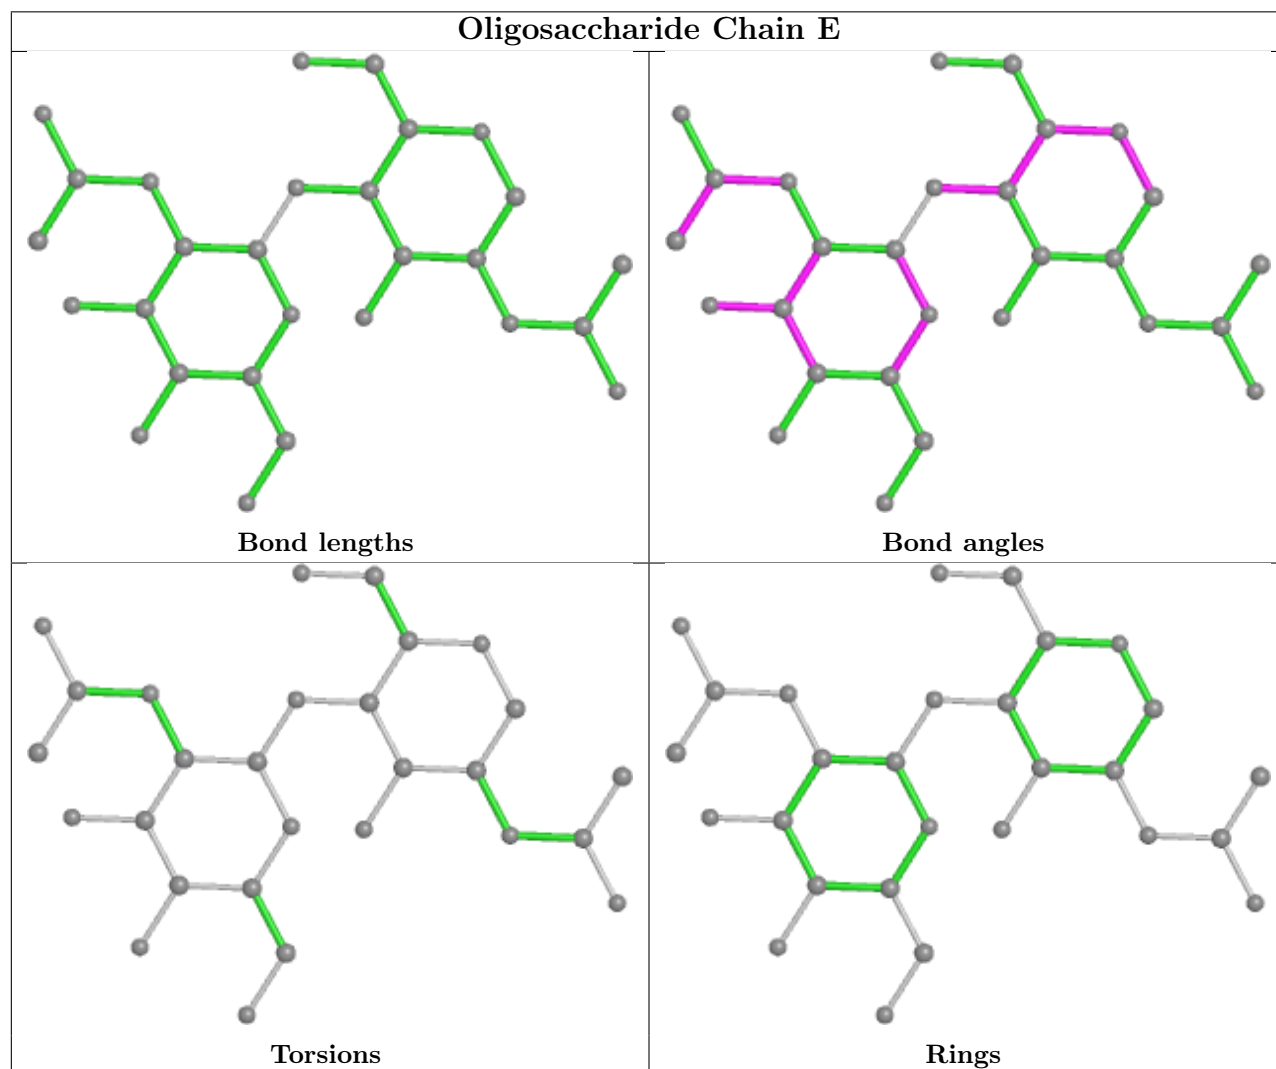 Oligosaccharide Chain E
Bond lengths
Bond angles
Torsions
Rings